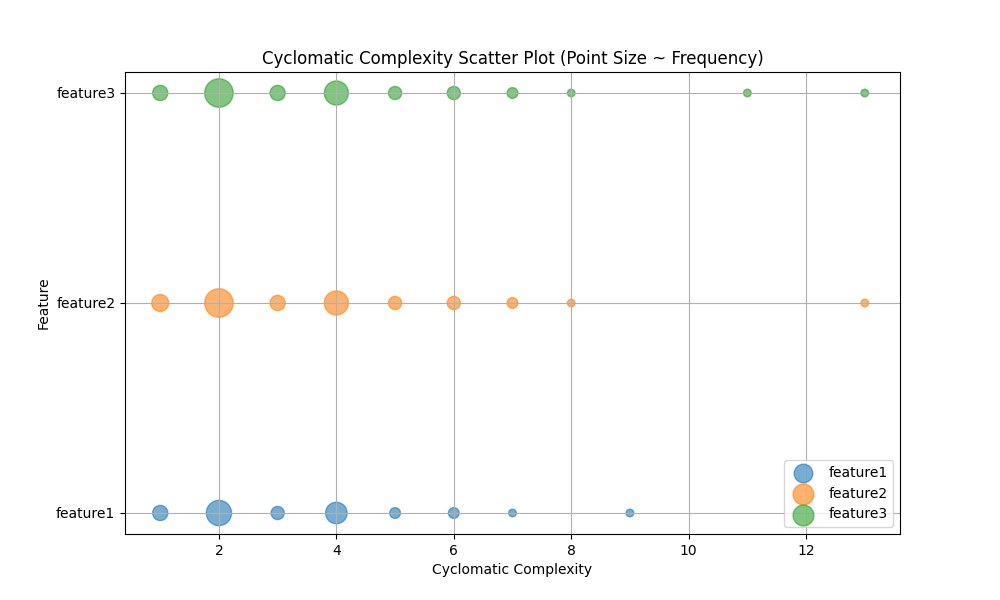 Cyclomatic Complexity Scatter Plot (Point Size ~ Frequency)
feature3
feature2
feature1
Feature
2 4 6 8 10 12
Cyclomatic Complexity
feature1
feature2
feature3